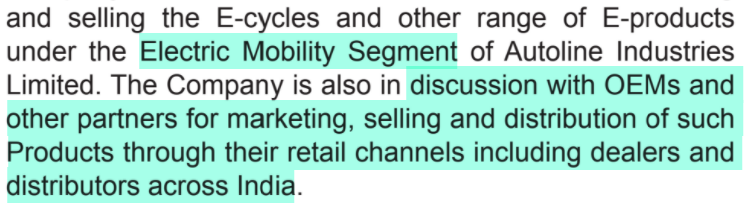 and selling the E-cycles and other range of E-products
under the Electric Mobility Segment of Autoline Industries
Limited. The Company is also in discussion with OEMs and
other partners for marketing, selling and distribution of such
Products through their retail channels including dealers and
distributors across India.